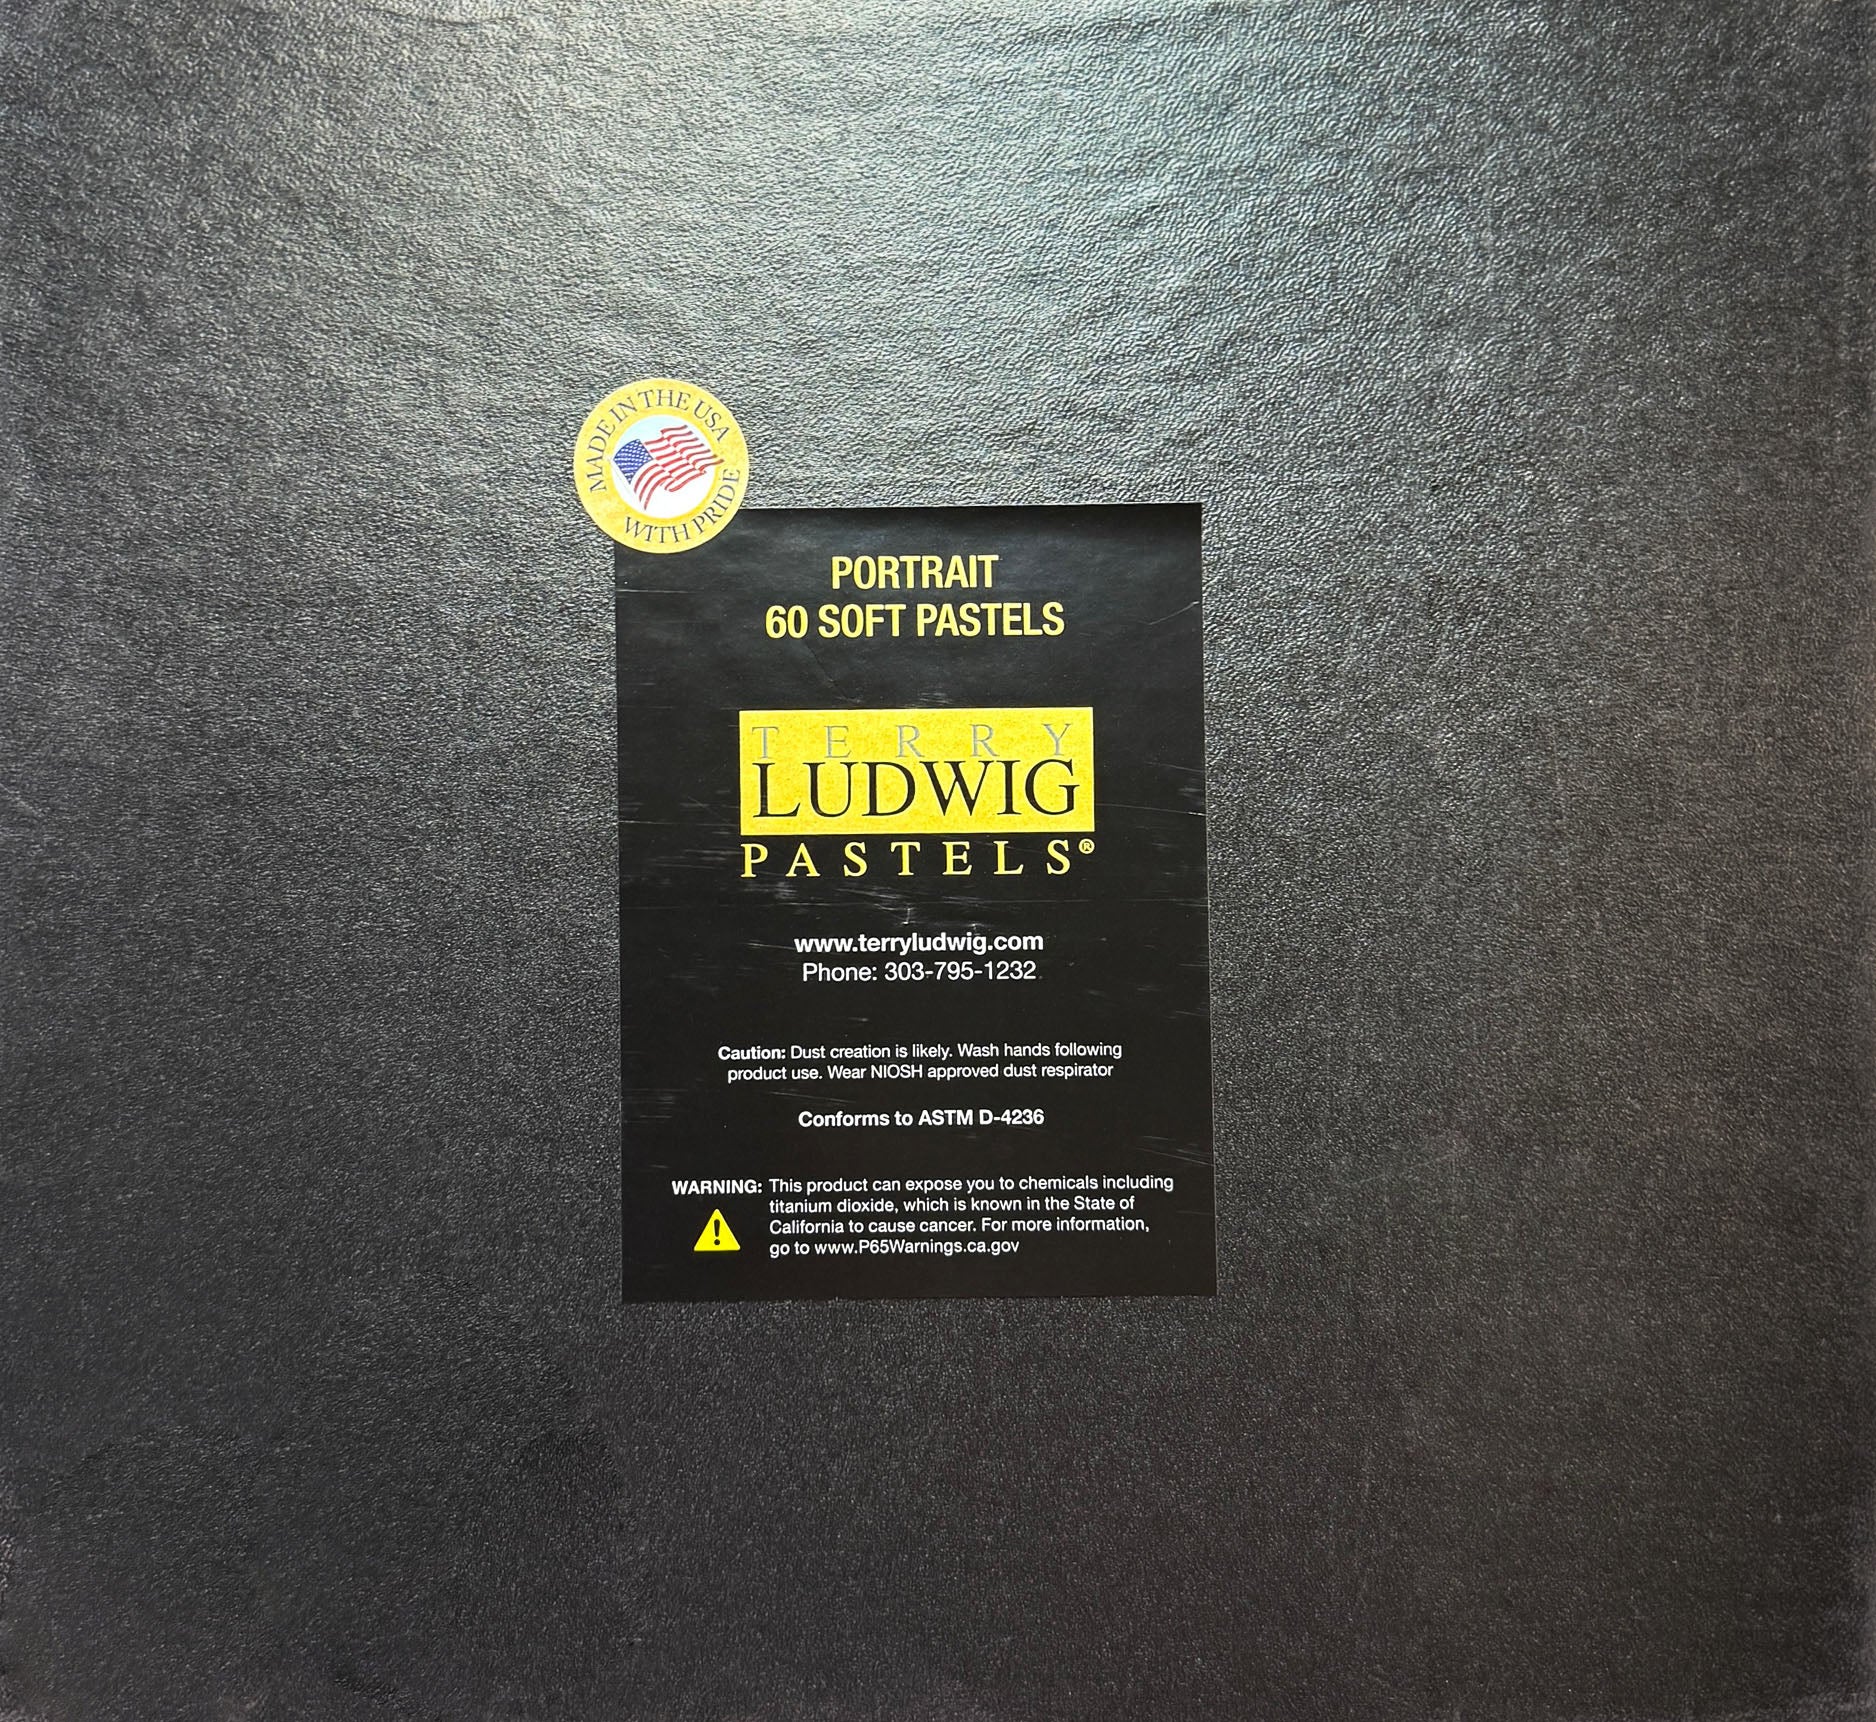 MADE IN THE USA
WITH PRIDE
PORTRAIT
60 SOFT PASTELS
TERRY
LUDWIG
PASTELS®
www.terryludwig.com
Phone: 303-795-1232
Caution: Dust creation is likely. Wash hands following
product use. Wear NIOSH approved dust respirator
Conforms to ASTM D-4236
WARNING: This product can expose you to chemicals including
titanium dioxide, which is known in the State of
California to cause cancer. For more information,
go to www.P65Warnings.ca.gov